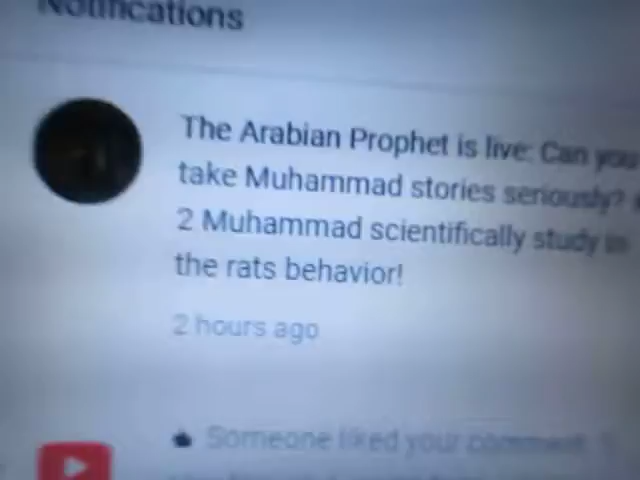 Notifications
The Arabian Prophet is live: Can you
take Muhammad stories seriously?
2 Muhammad scientifically study in
the rats behavior!
2 hours ago
Someone liked your comment: